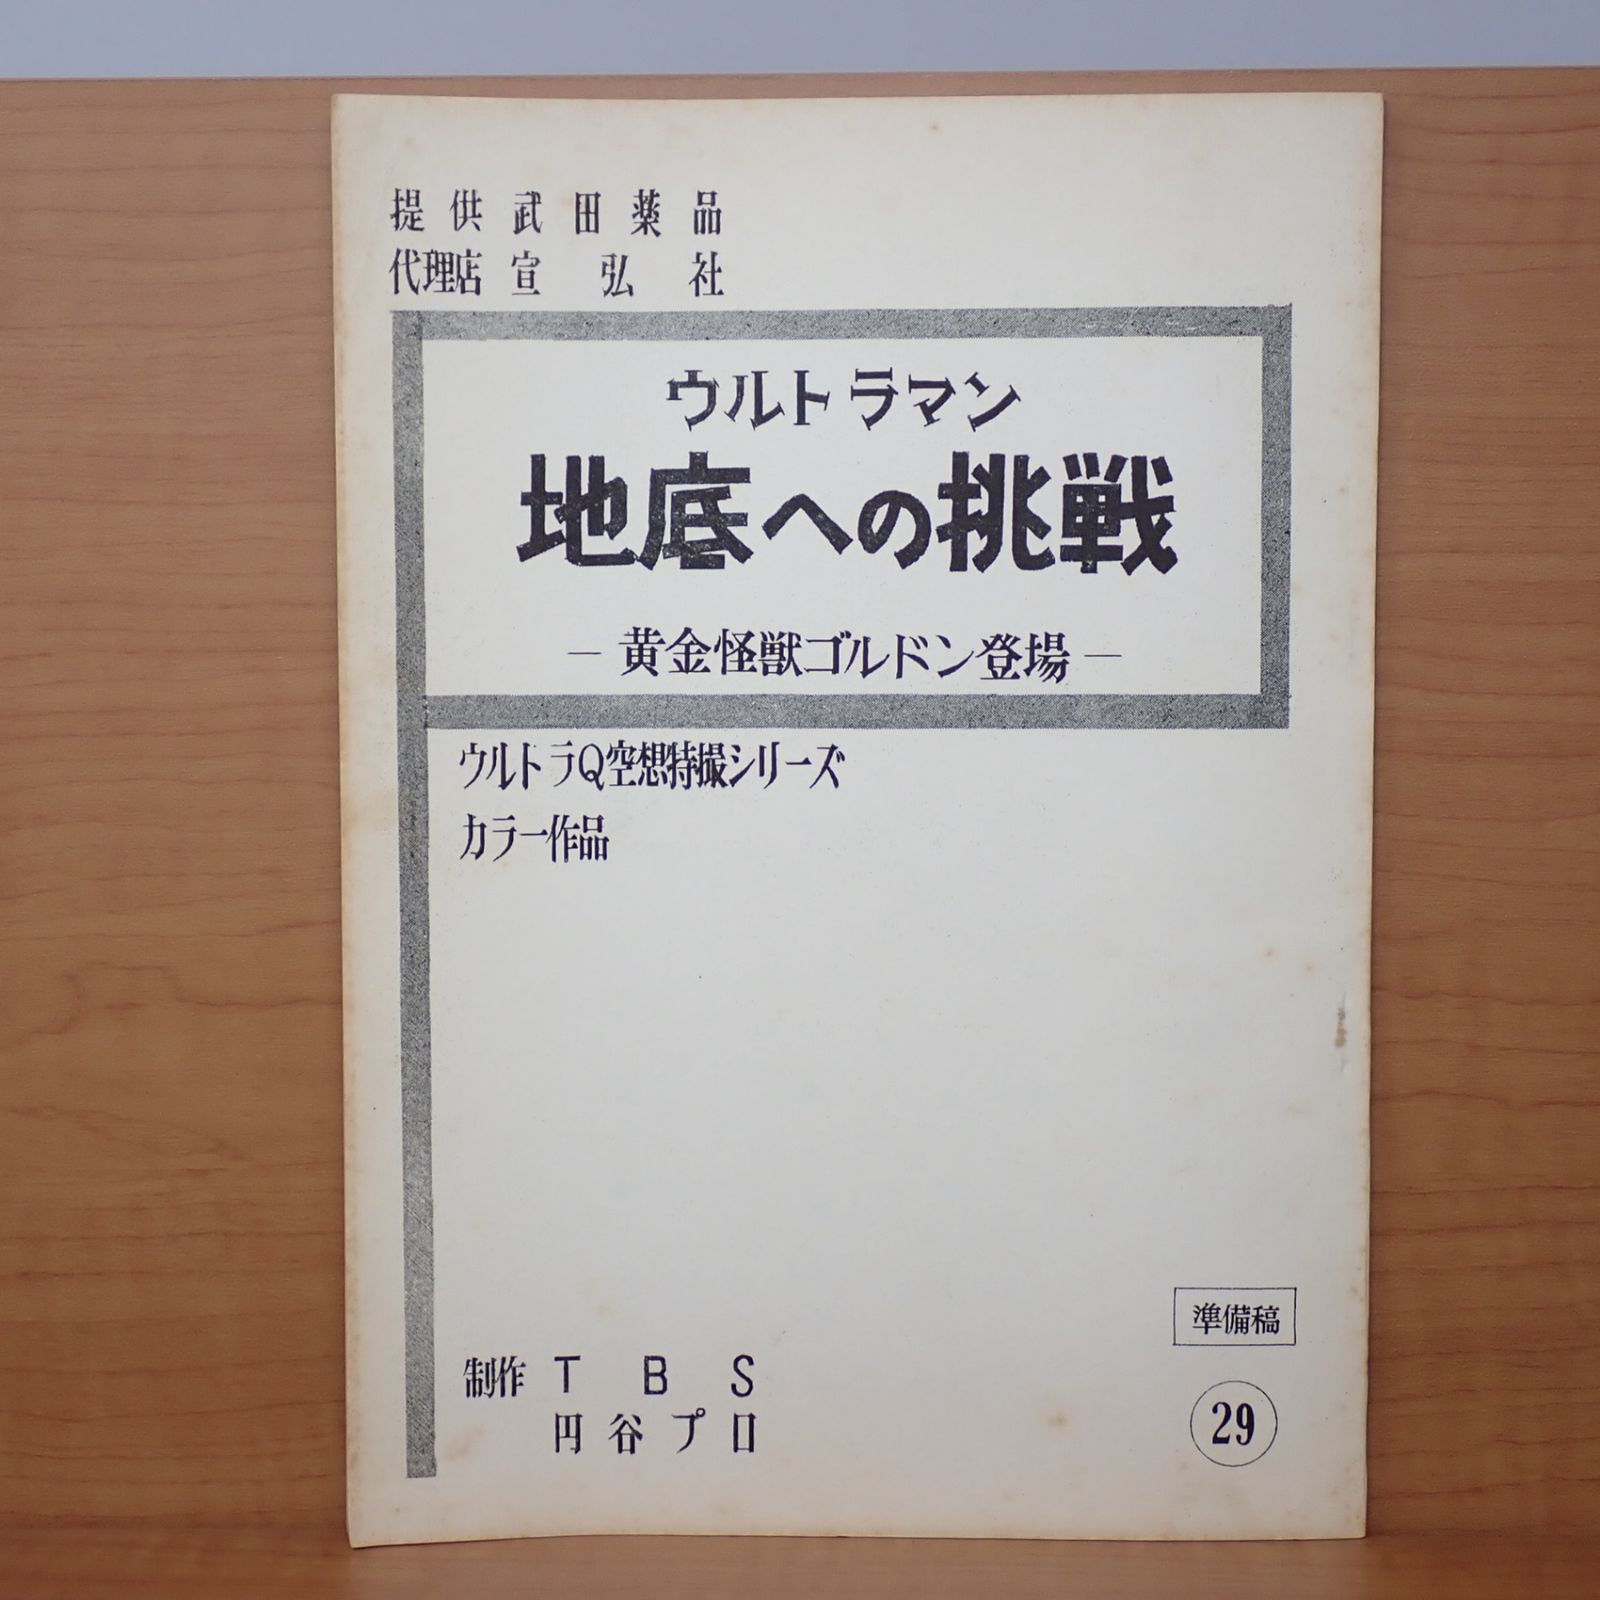 提供 武田薬品
代理店 宣弘社
ウルトラマン
地底への挑戦
―黄金怪獣ゴルドン登場―
ウルトラQ空想特撮シリーズ
カラー作品
準備稿
制作 TBS
円谷プロ
29